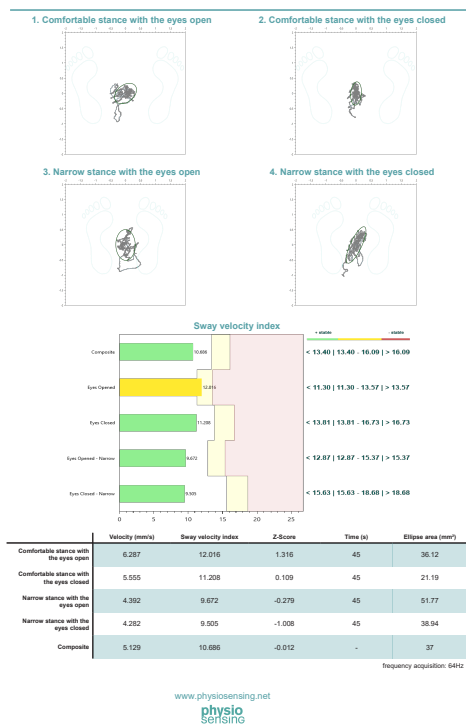 1. Comfortable stance with the eyes open
2. Comfortable stance with the eyes closed
3. Narrow stance with the eyes open
4. Narrow stance with the eyes closed
Sway velocity index
+ stable - stable
Composite 10.686 < 13.40 | 13.40 - 16.09 | > 16.09
Eyes Opened 12.016 < 11.30 | 11.30 - 13.57 | > 13.57
Eyes Closed 11.208 < 13.81 | 13.81 - 16.73 | > 16.73
Eyes Opened - Narrow 9.672 < 12.87 | 12.87 - 15.37 | > 15.37
Eyes Closed - Narrow 9.505 < 15.63 | 15.63 - 18.68 | > 18.68
0 5 10 15 20 25
Velocity (mm/s) Sway velocity index Z-Score Time (s) Ellipse area (mm²)
Comfortable stance with
the eyes open 6.287 12.016 1.316 45 36.12
Comfortable stance with
the eyes closed 5.555 11.208 0.109 45 21.19
Narrow stance with the
eyes open 4.392 9.672 -0.279 45 51.77
Narrow stance with the
eyes closed 4.282 9.505 -1.008 45 38.94
Composite 5.129 10.686 -0.012 - 37
frequency acquisition: 64Hz
www.physiosensing.net
physio
sensing